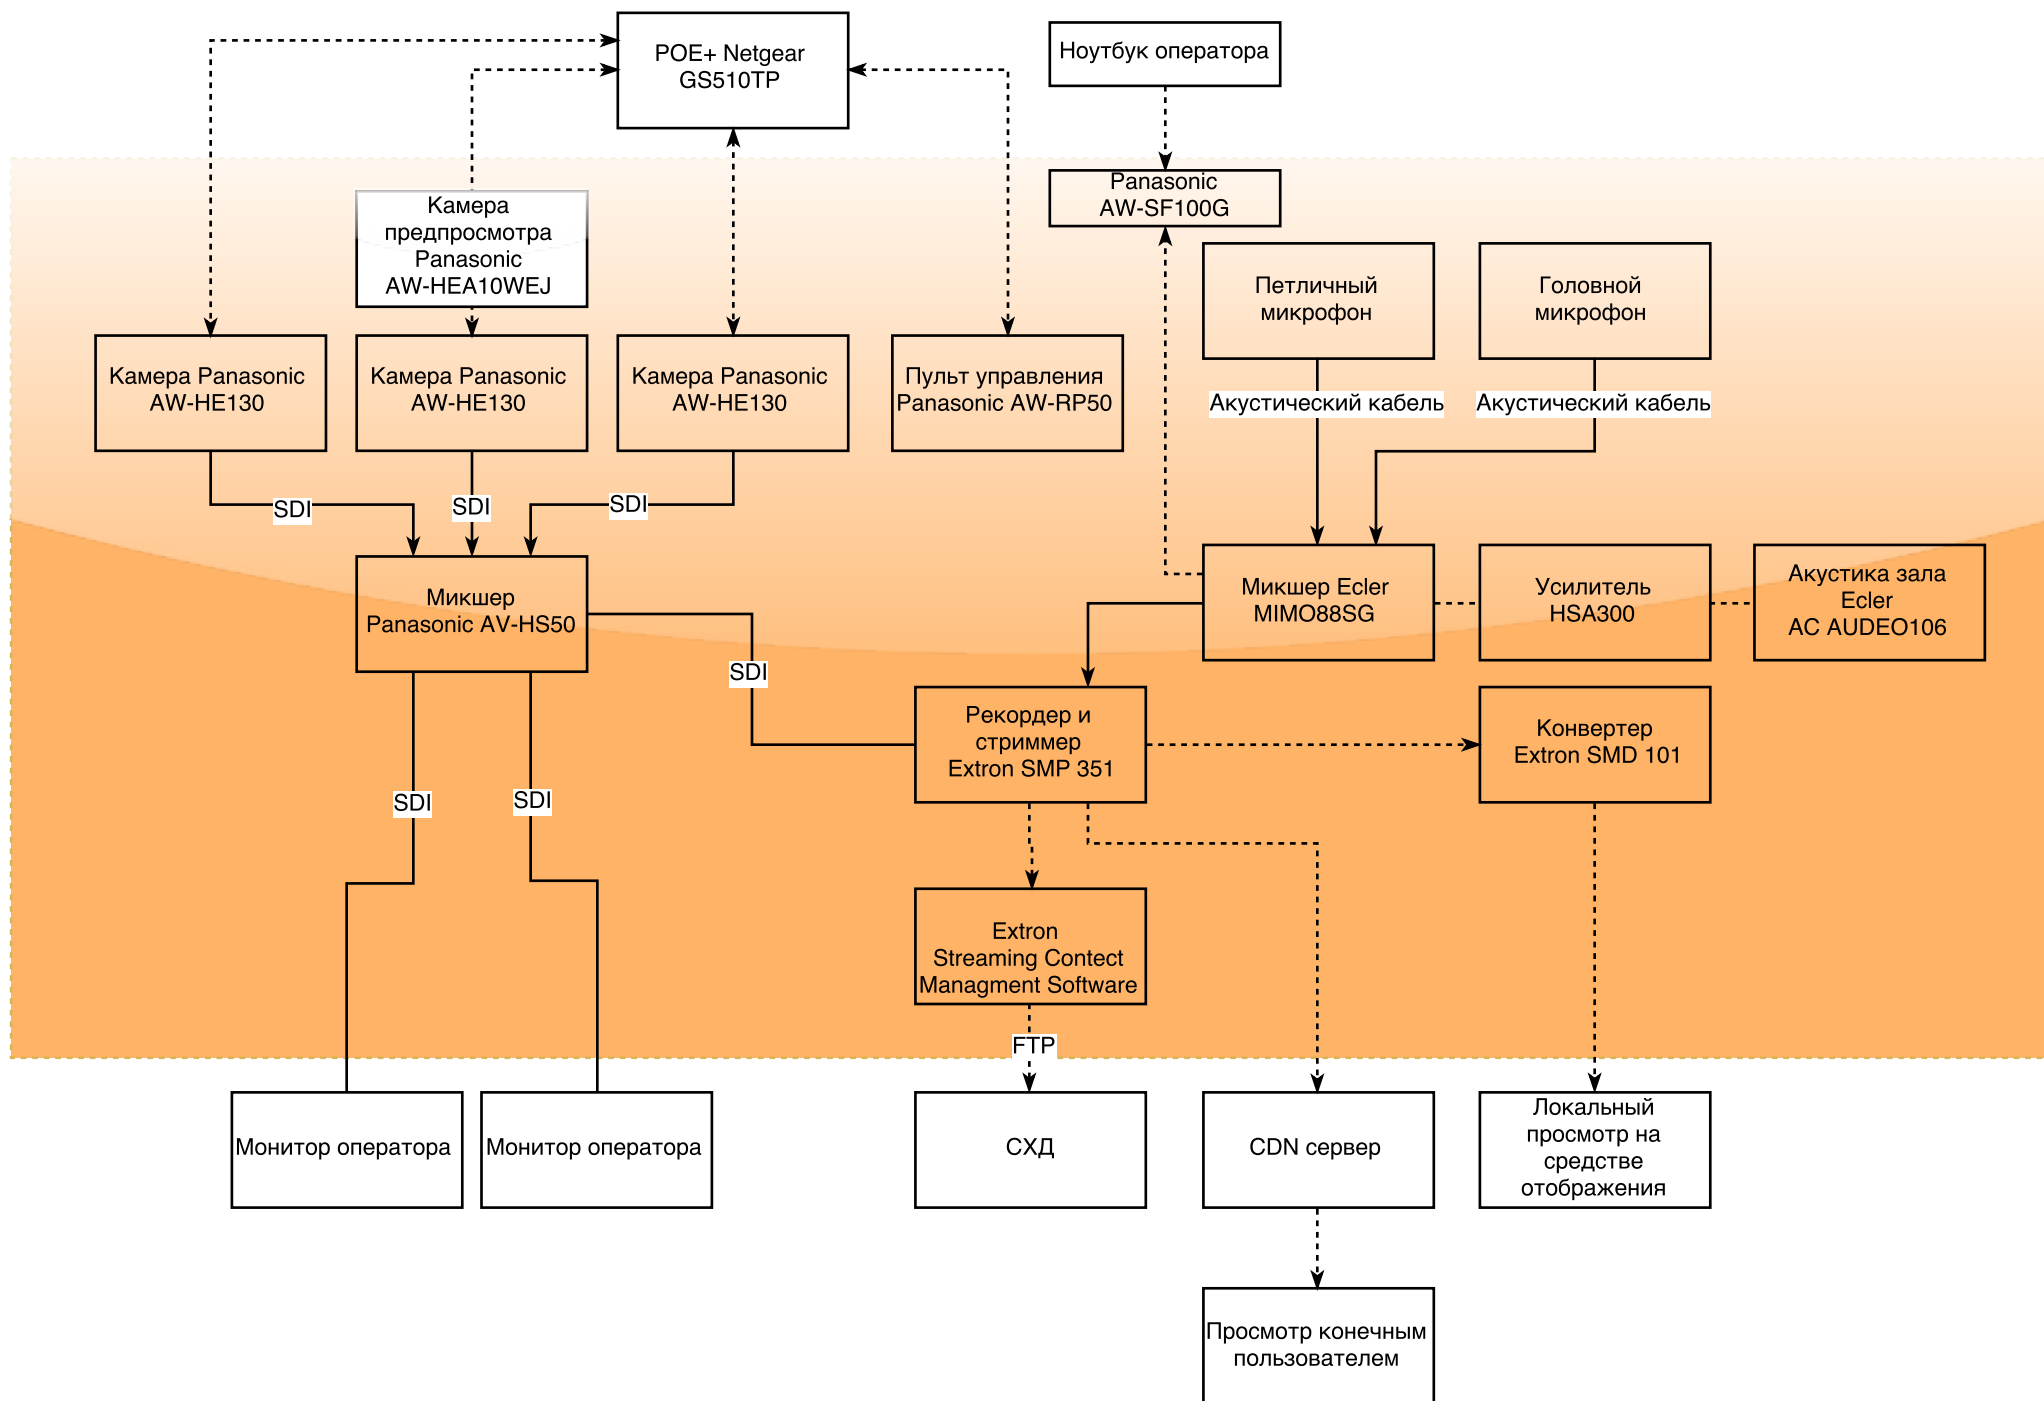 POE+ Netgear
GS510TP
Ноутбук оператора
Panasonic
AW-SF100G
Камера
предпросмотра
Panasonic
AW-HEA10WEJ
Петличный
микрофон
Головной
микрофон
Камера Panasonic
AW-HE130
Камера Panasonic
AW-HE130
Камера Panasonic
AW-HE130
Пульт управления
Panasonic AW-RP50
Акустический кабель
Акустический кабель
SDI
SDI
SDI
Микшер
Panasonic AV-HS50
Микшер Ecler
MIMO88SG
Усилитель
HSA300
Акустика зала
Ecler
AC AUDEO106
SDI
Рекордер и
стриммер
Extron SMP 351
Конвертер
Extron SMD 101
SDI
SDI
Extron
Streaming Contect
Managment Software
FTP
Монитор оператора
Монитор оператора
СХД
CDN сервер
Локальный
просмотр на
средстве
отображения
Просмотр конечным
пользователем